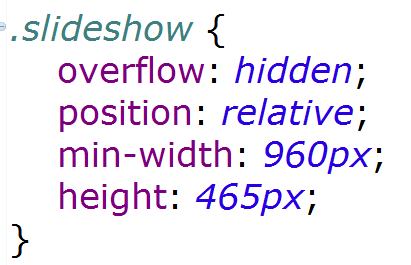 .slideshow {
overflow: hidden;
position: relative;
min-width: 960px;
height: 465px;
}